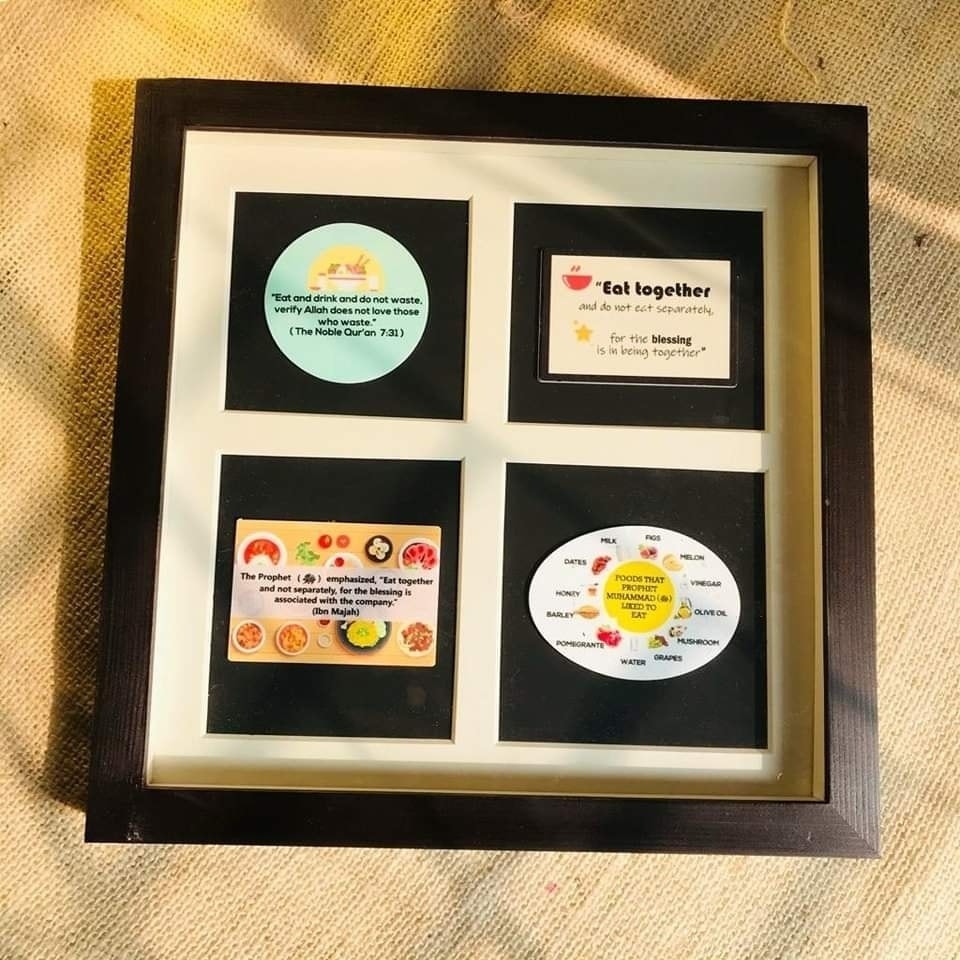 "Eat and drink and do not waste,
verify Allah does not love those
who waste."
( The Noble Qur'an 7:31 )
"Eat together
and do not eat separately,
for the blessing
is in being together"
The Prophet (ﷺ) emphasized, "Eat together
and not separately, for the blessing is
associated with the company."
(Ibn Majah)
FOODS THAT
PROPHET
MUHAMMAD (ﷺ)
LIKED TO
EAT
MILK
FIGS
MELON
VINEGAR
OLIVE OIL
MUSHROOM
GRAPES
WATER
POMEGRANTE
BARLEY
HONEY
DATES